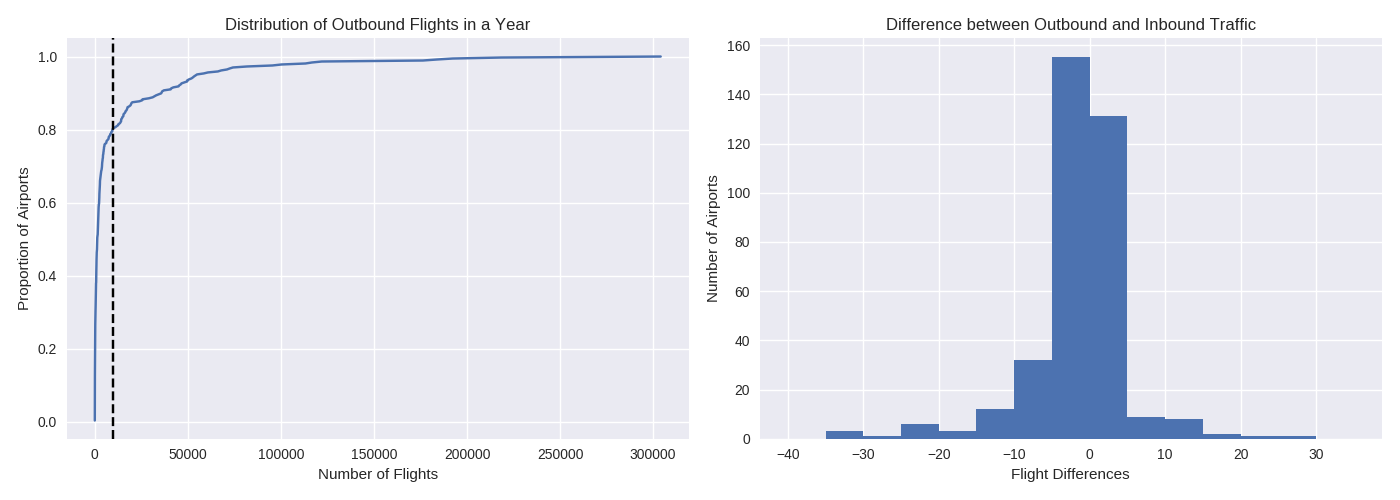 Distribution of Outbound Flights in a Year
Proportion of Airports
1.0
0.8
0.6
0.4
0.2
0.0
0 50000 100000 150000 200000 250000 300000
Number of Flights
Difference between Outbound and Inbound Traffic
Number of Airports
160
140
120
100
80
60
40
20
0
−40 −30 −20 −10 0 10 20 30
Flight Differences